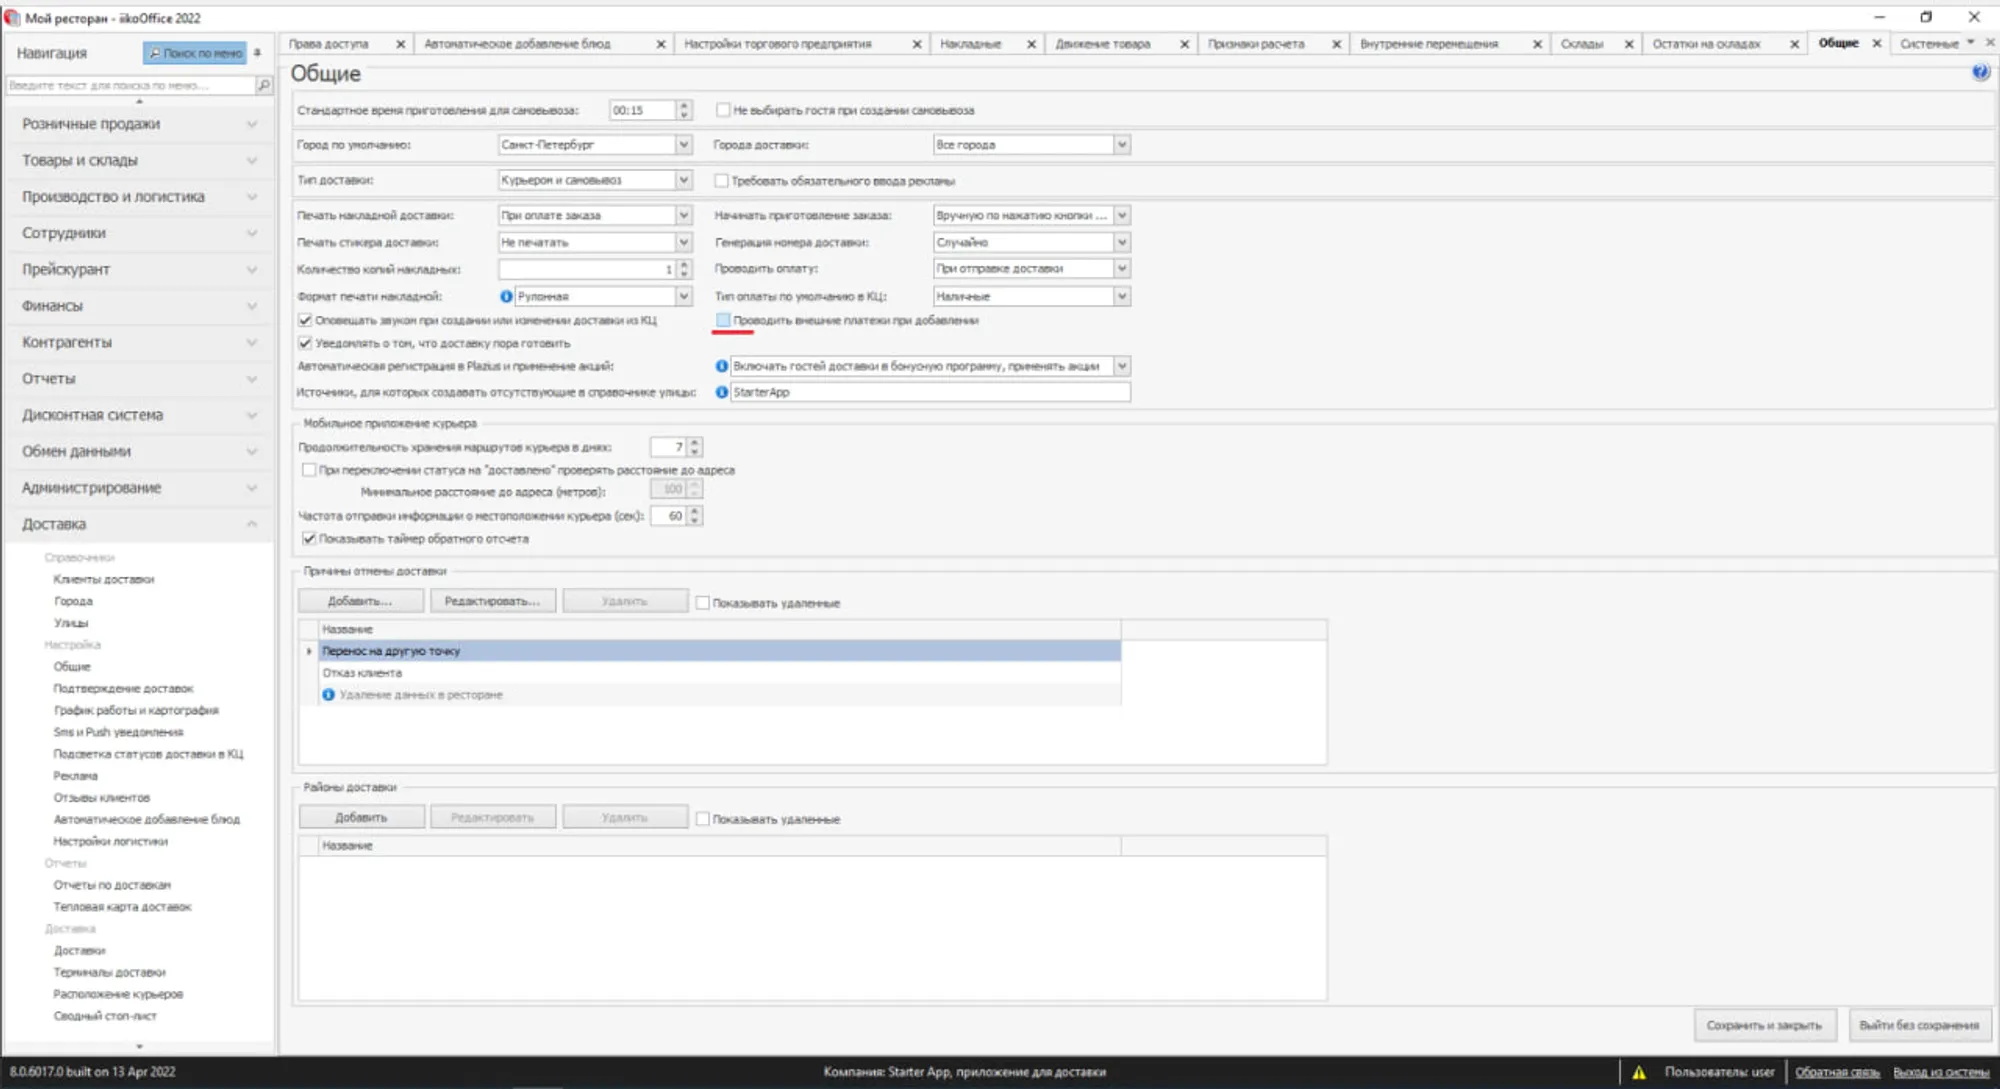 Мой ресторан - iikoOffice 2022
Навигация
Поиск по меню
Введите текст для поиска по меню...
Розничные продажи
Товары и склады
Производство и логистика
Сотрудники
Прейскурант
Финансы
Контрагенты
Отчеты
Дисконтная система
Обмен данными
Администрирование
Доставка
Справочники
Клиенты доставки
Города
Улицы
Настройка
Общие
Подтверждение доставок
График работы и картография
Sms и Push уведомления
Подсветка статусов доставки в КЦ
Реклама
Отзывы клиентов
Автоматическое добавление блюд
Настройки логистики
Отчеты
Отчеты по доставкам
Тепловая карта доставок
Доставка
Доставки
Терминалы доставки
Расположение курьеров
Сводный стоп-лист
Права доступа Автоматическое добавление блюд Настройки торгового предприятия Накладные Движение товара Признаки расчета Внутренние перемещения Склады Остатки на складах Общие Системные
Общие
Стандартное время приготовления для самовывоза: 00:15 Не выбирать гостя при создании самовывоза
Город по умолчанию: Санкт-Петербург Города доставки: Все города
Тип доставки: Курьером и самовывоз Требовать обязательного ввода рекламы
Печать накладной доставки: При оплате заказа Начинать приготовление заказа: Вручную по нажатию кнопки ...
Печать стикера доставки: Не печатать Генерация номера доставки: Случайно
Количество копий накладных: 1 Проводить оплату: При отправке доставки
Формат печати накладной: Рулонная Тип оплаты по умолчанию в КЦ: Наличные
Оповещать звуком при создании или изменении доставки из КЦ Проводить внешние платежи при добавлении
Уведомлять о том, что доставку пора готовить
Автоматическая регистрация в Plazius и применение акций: Включать гостей доставки в бонусную программу, применять акции
Источники, для которых создавать отсутствующие в справочнике улицы: StarterApp
Мобильное приложение курьера
Продолжительность хранения маршрутов курьера в днях: 7
При переключении статуса на "доставлено" проверять расстояние до адреса
Минимальное расстояние до адреса (метров): 100
Частота отправки информации о местоположении курьера (сек): 60
Показывать таймер обратного отсчета
Причины отмены доставки
Добавить... Редактировать... Удалить Показывать удаленные
Название
Перенос на другую точку
Отказ клиента
Удаление данных в ресторане
Районы доставки
Добавить Редактировать Удалить Показывать удаленные
Название
Сохранить и закрыть Выйти без сохранения
8.0.6017.0 built on 13 Apr 2022 Компания: Starter App, приложение для доставки Пользователь: user Обратная связь Выход из системы